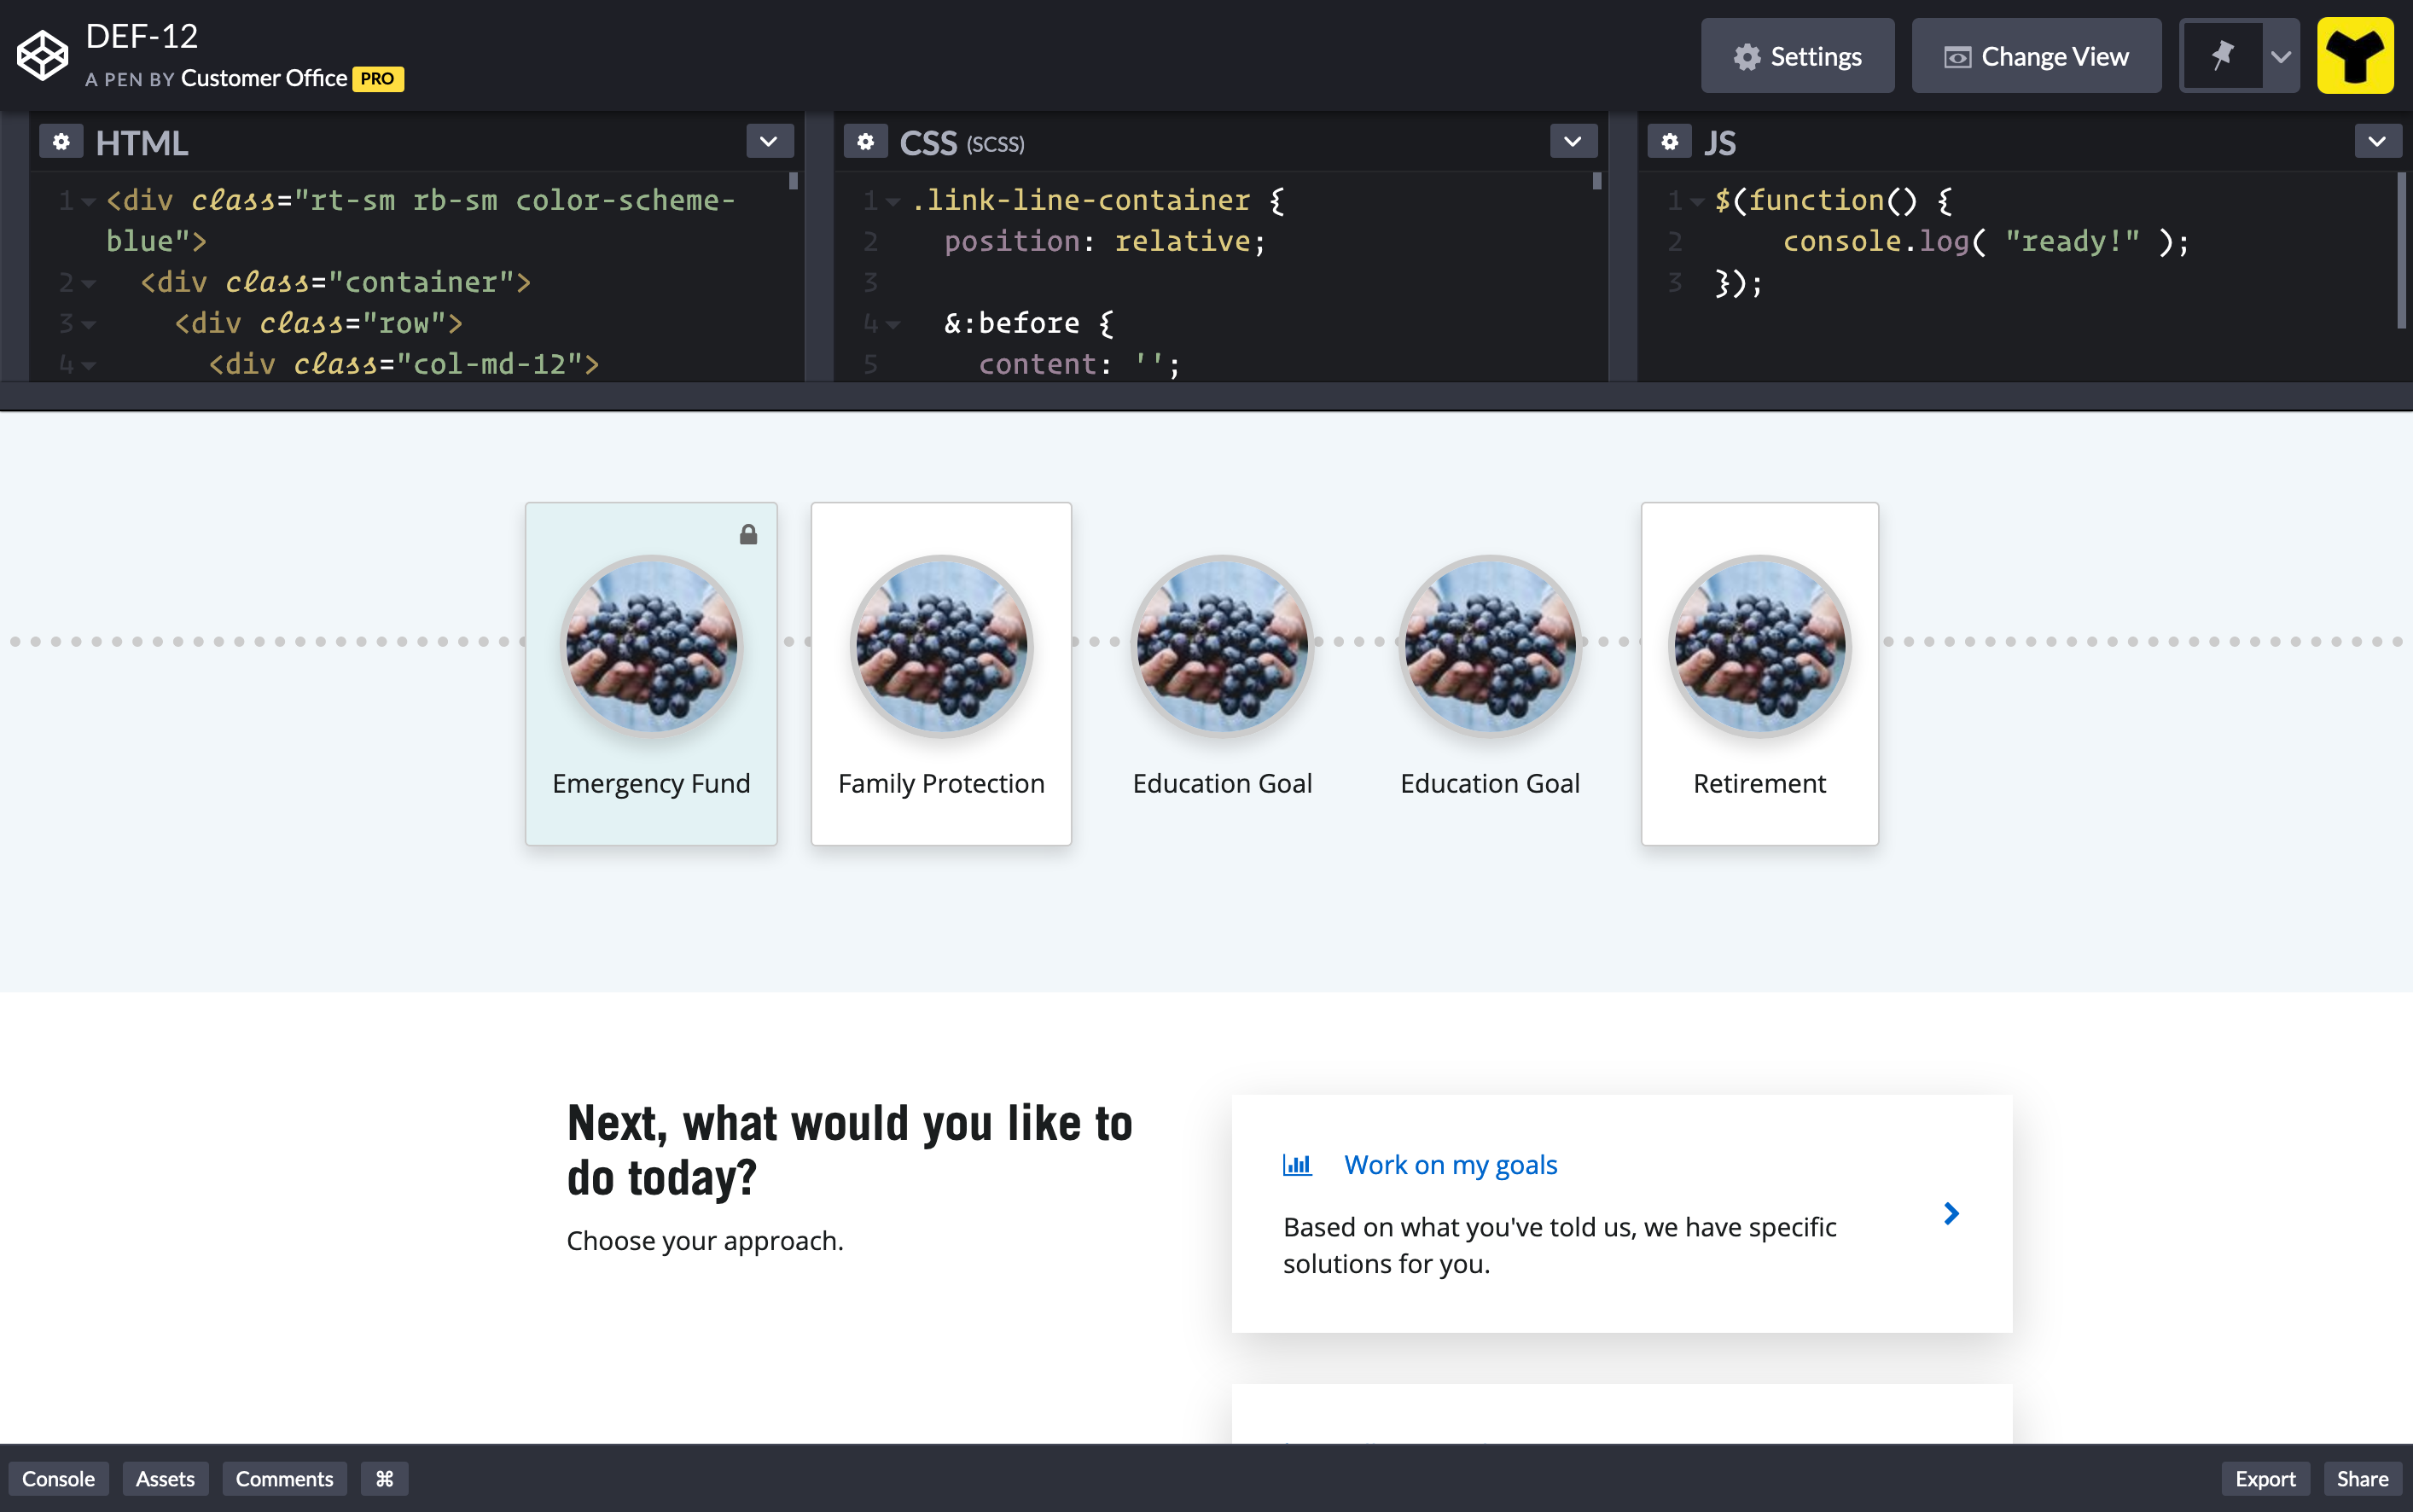 DEF-12
A PEN BY Customer Office PRO
Settings
Change View
HTML
1 <div class="rt-sm rb-sm color-scheme-
blue">
2 <div class="container">
3 <div class="row">
4 <div class="col-md-12">
CSS (SCSS)
1 .link-line-container {
2 position: relative;
3
4 &:before {
5 content: '';
JS
1 $(function() {
2 console.log( "ready!" );
3 });
Emergency Fund
Family Protection
Education Goal
Education Goal
Retirement
Next, what would you like to
do today?
Choose your approach.
Work on my goals
Based on what you've told us, we have specific
solutions for you.
Console
Assets
Comments
⌘
Export
Share